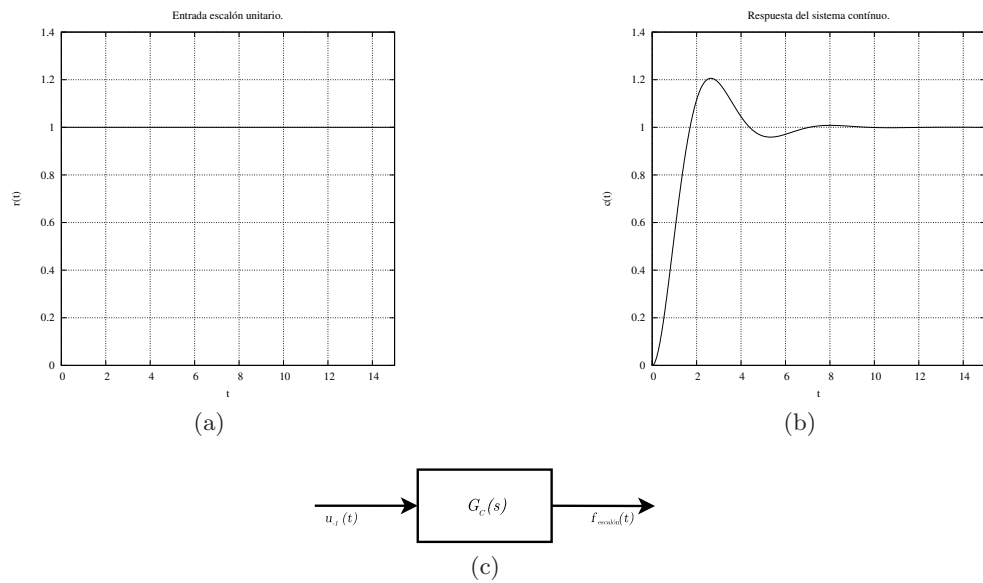 Entrada escalón unitario.
1.4
1.2
1
0.8
0.6
0.4
0.2
0
r(t)
0 2 4 6 8 10 12 14
t
(a)
Respuesta del sistema contínuo.
1.4
1.2
1
0.8
0.6
0.4
0.2
0
c(t)
0 2 4 6 8 10 12 14
t
(b)
u-1(t)
GC(s)
fescalón(t)
(c)